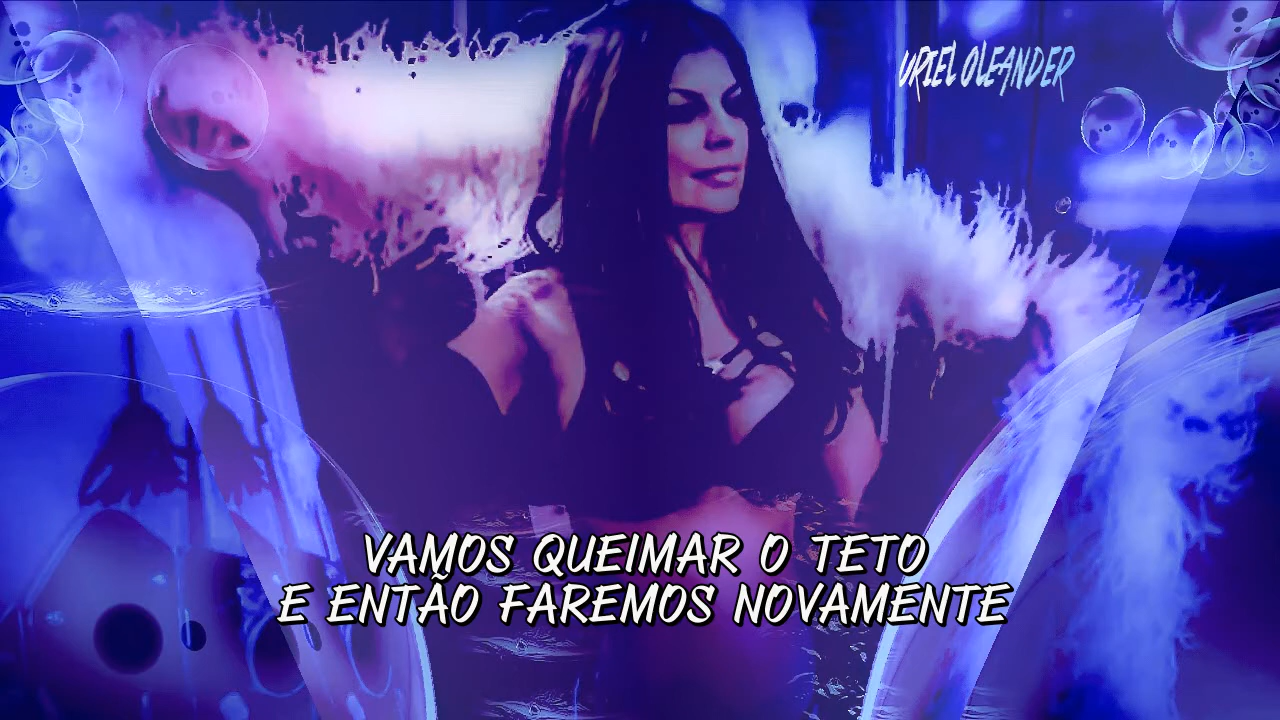 URIEL OLEANDER
VAMOS QUEIMAR O TETO
E ENTÃO FAREMOS NOVAMENTE